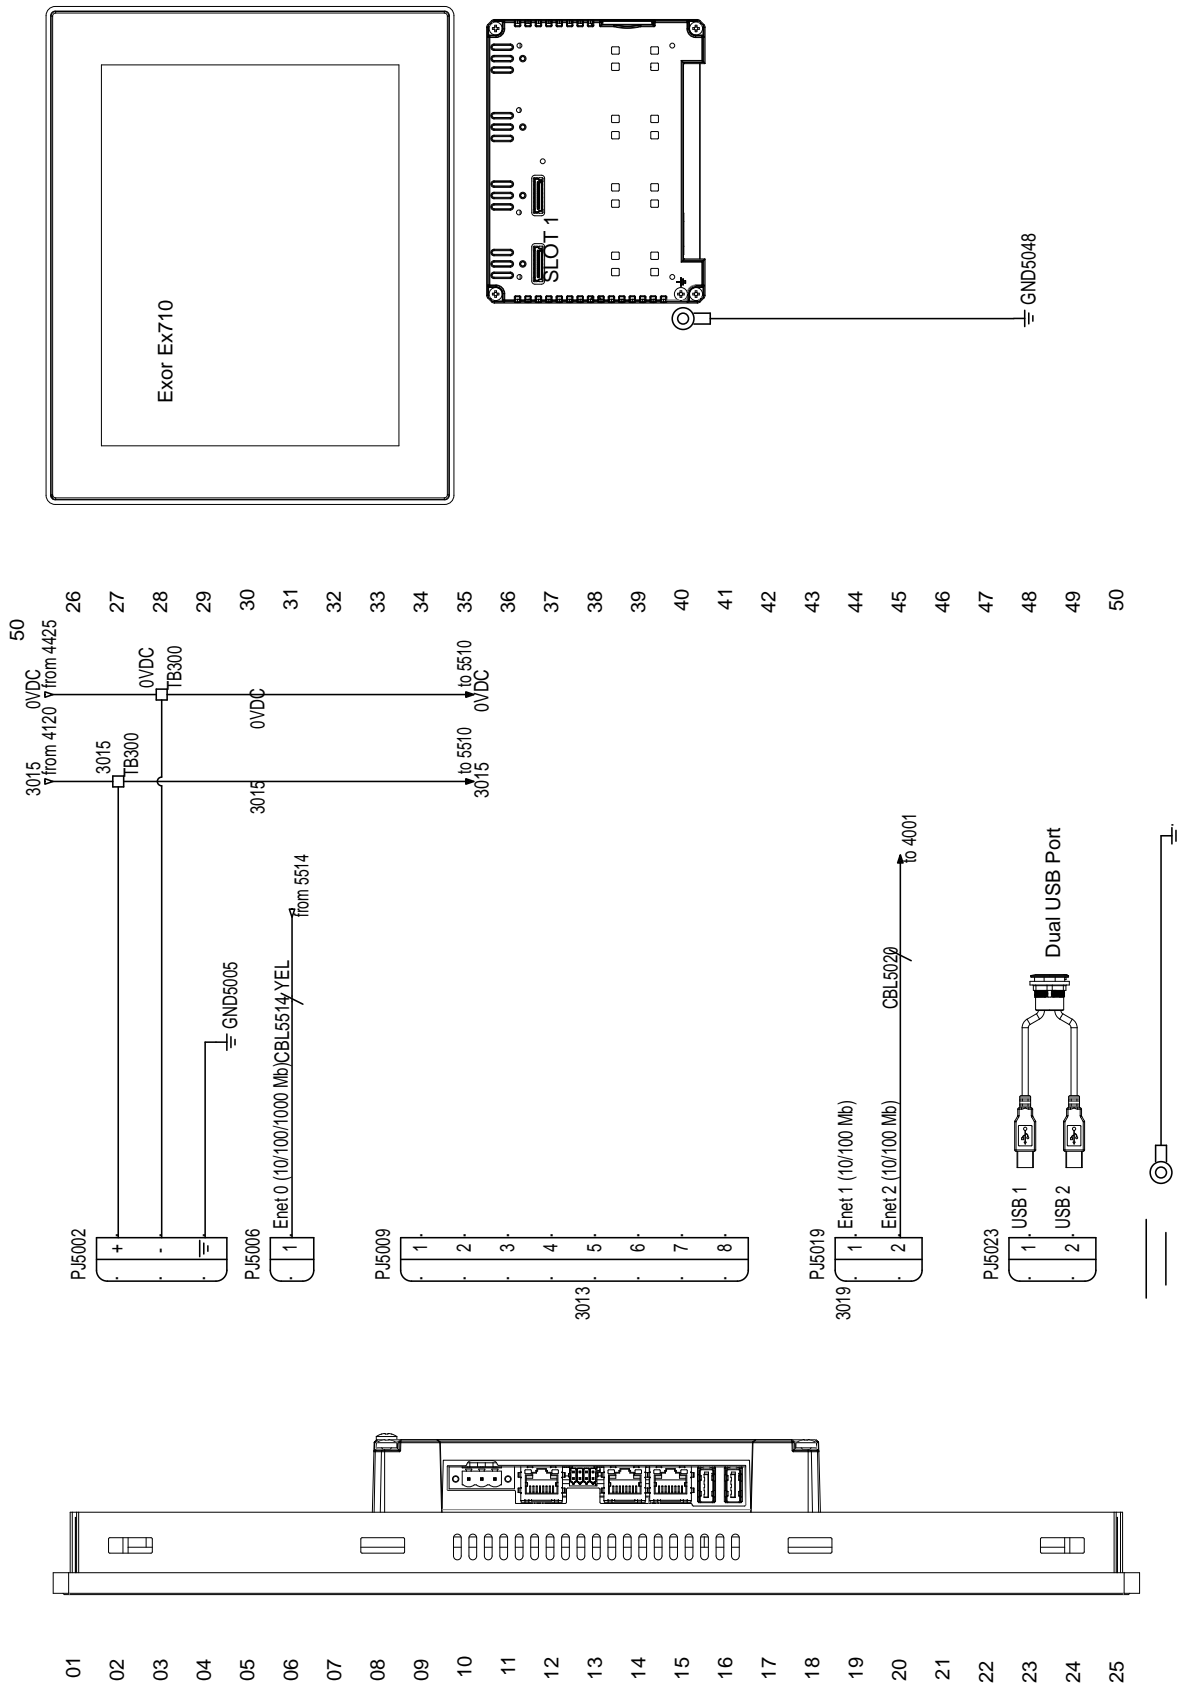 Exor Ex710
SLOT 1
GND5048
50
26
27
28
29
30
31
32
33
34
35
36
37
38
39
40
41
42
43
44
45
46
47
48
49
50
0VDC
from 4425
0VDC
TB300
0VDC
to 5510
0VDC
3015
from 4120
3015
TB300
3015
to 5510
3015
GND5005
from 5514
to 4001
CBL5020
Dual USB Port
PJ5002
+
-
PJ5006
1
Enet 0 (10/100/1000 Mb)
CBL5514,YEL
PJ5009
1
2
3
4
5
6
7
8
3013
PJ5019
1
2
Enet 1 (10/100 Mb)
Enet 2 (10/100 Mb)
3019
PJ5023
1
2
USB 1
USB 2
01
02
03
04
05
06
07
08
09
10
11
12
13
14
15
16
17
18
19
20
21
22
23
24
25